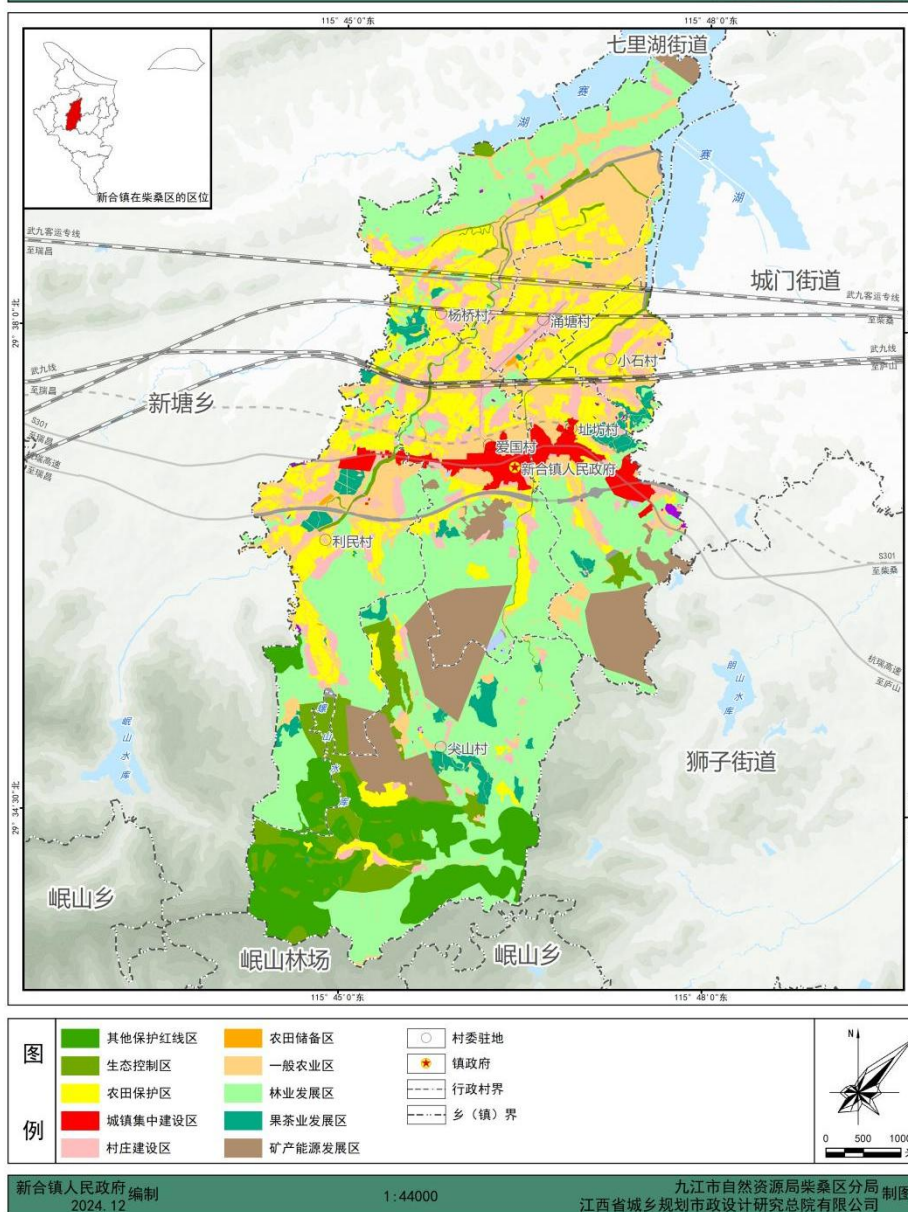 115° 45′0″东
115° 48′0″东
七里湖街道
赛
湖
赛
湖
新合镇在柴桑区的区位
武九客运专线
至瑞昌
城门街道
29° 38′0″北
杨桥村
涌塘村
武九客运专线
至柴桑
小石村
武九线
至庐山
武九线
至瑞昌
新塘乡
S301
至瑞昌
杭瑞高速
至瑞昌
址坊村
爱国村
新合镇人民政府
利民村
S301
至柴桑
杭瑞高速
至庐山
朗山水库
岷山水库
尖山村
狮子街道
29° 34′30″北
岷山乡
岷山林场
岷山乡
115° 45′0″东
115° 48′0″东
图例
其他保护红线区
农田储备区
村委驻地
生态控制区
一般农业区
镇政府
农田保护区
林业发展区
行政村界
城镇集中建设区
果茶业发展区
乡（镇）界
村庄建设区
矿产能源发展区
N
0 500 1000
新合镇人民政府 编制
2024.12
1:44000
九江市自然资源局柴桑区分局 制图
江西省城乡规划市政设计研究总院有限公司